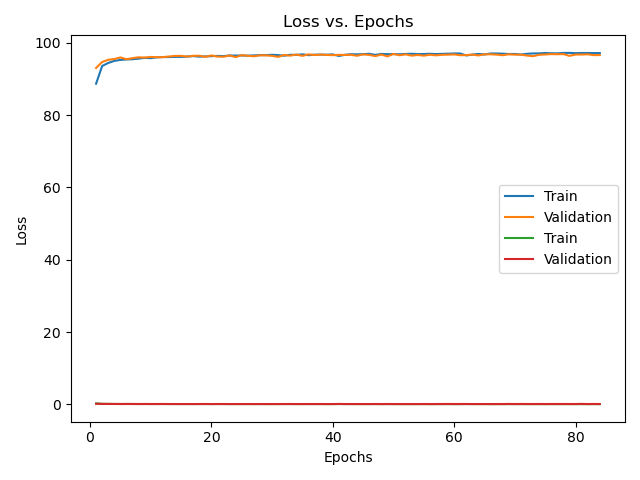 Loss vs. Epochs
100
80
60
40
20
0
Loss
Train
Validation
Train
Validation
0 20 40 60 80
Epochs